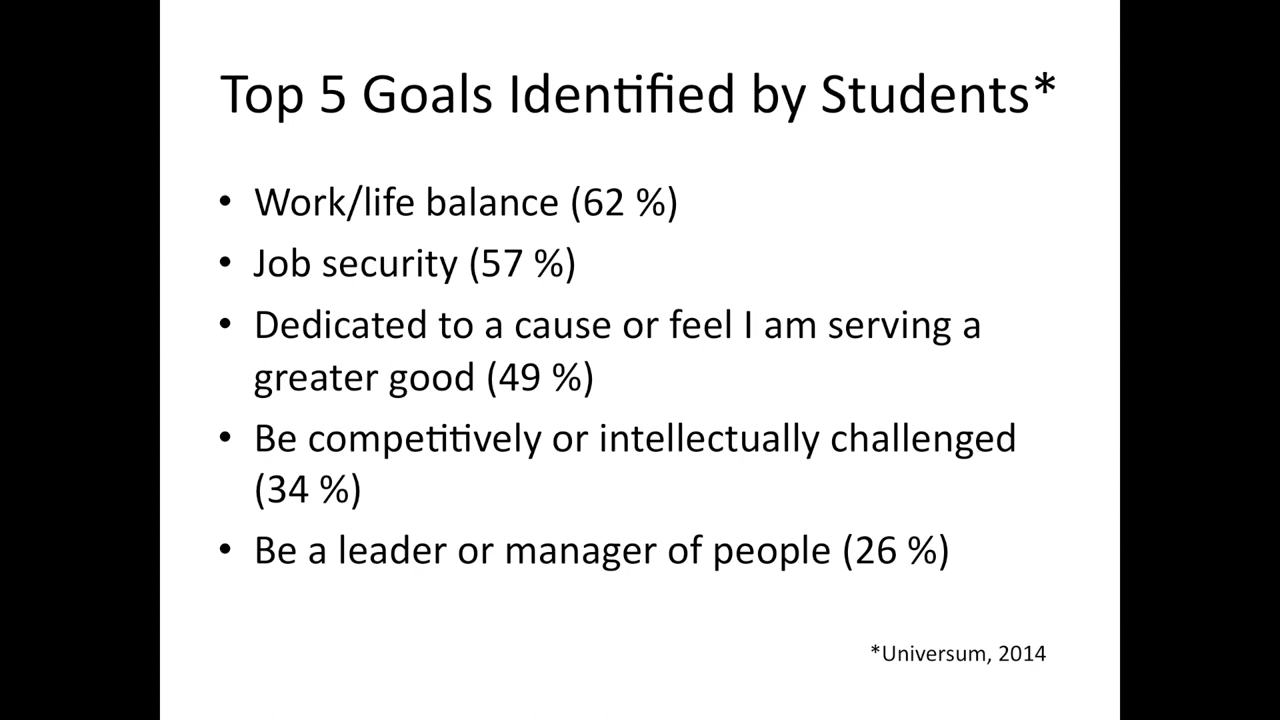 Top 5 Goals Identified by Students*
• Work/life balance (62 %)
• Job security (57 %)
• Dedicated to a cause or feel I am serving a
greater good (49 %)
• Be competitively or intellectually challenged
(34 %)
• Be a leader or manager of people (26 %)
*Universum, 2014